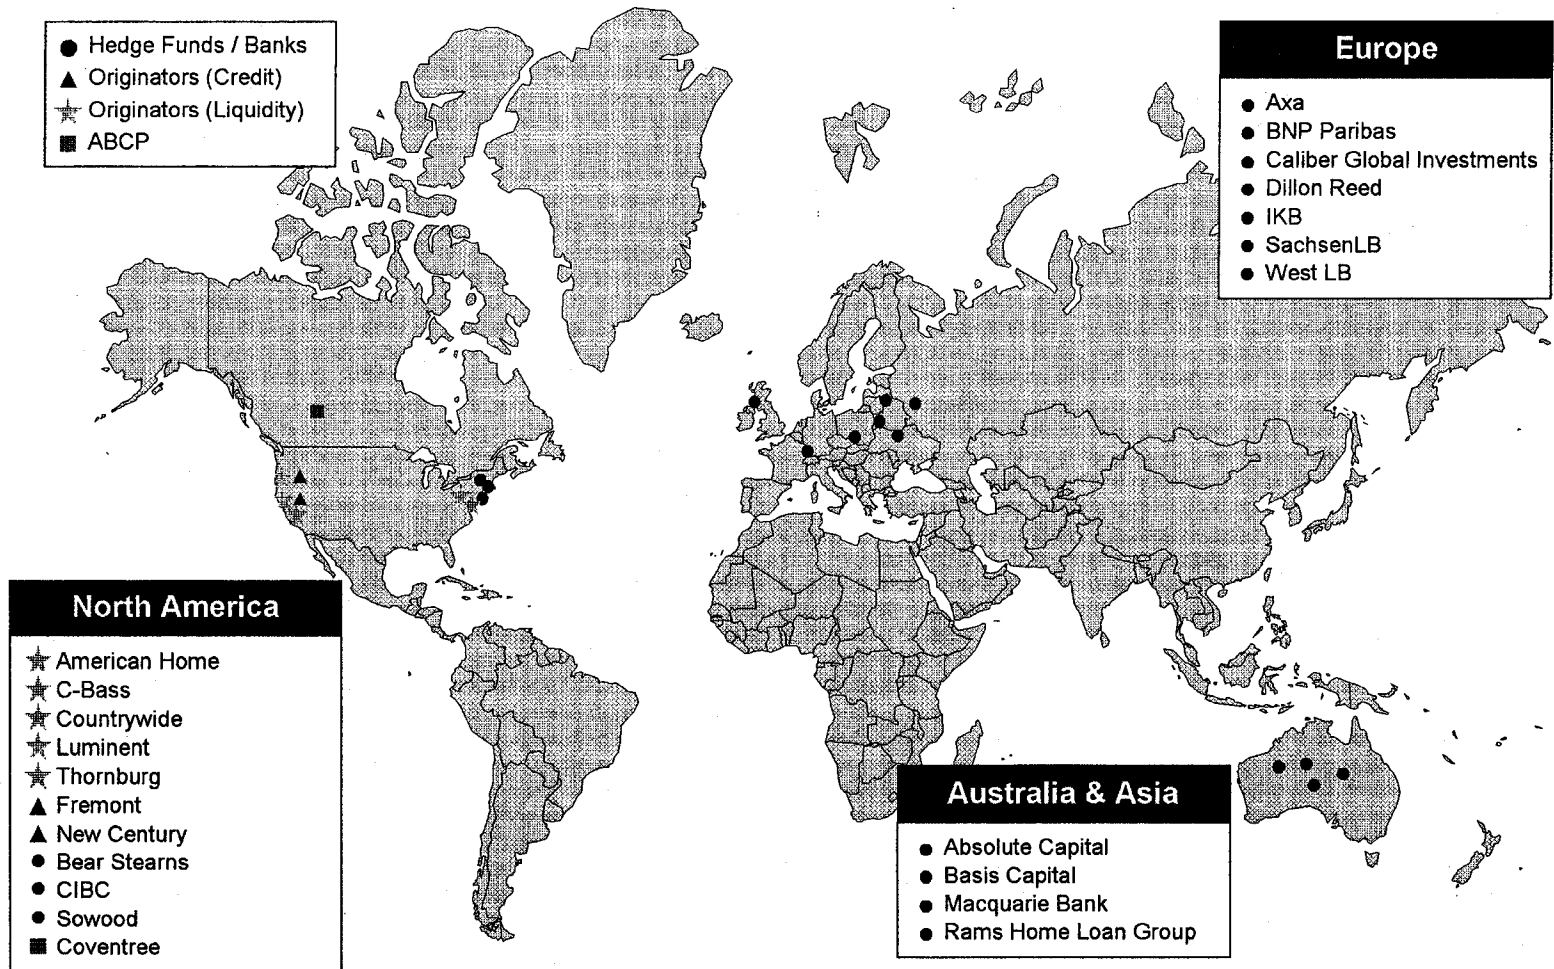 Hedge Funds / Banks
Originators (Credit)
Originators (Liquidity)
ABCP
Europe
Axa
BNP Paribas
Caliber Global Investments
Dillon Reed
IKB
SachsenLB
West LB
North America
American Home
C-Bass
Countrywide
Luminent
Thornburg
Fremont
New Century
Bear Stearns
CIBC
Sowood
Coventree
Australia & Asia
Absolute Capital
Basis Capital
Macquarie Bank
Rams Home Loan Group